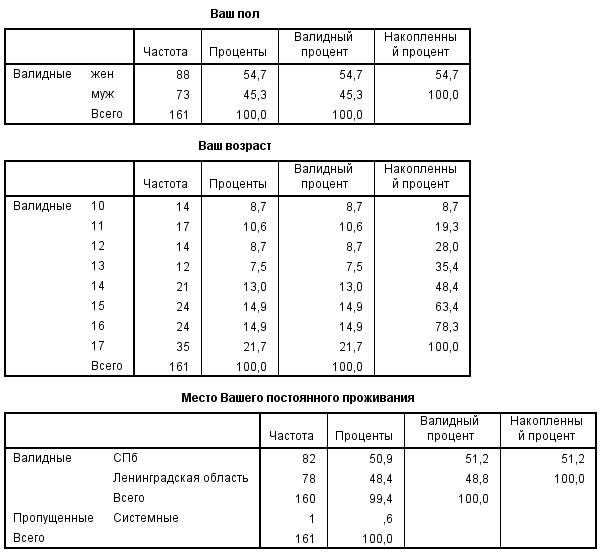 Ваш пол
Частота Проценты Валидный процент Накопленный процент
Валидные жен 88 54,7 54,7 54,7
муж 73 45,3 45,3 100,0
Всего 161 100,0 100,0
Ваш возраст
Частота Проценты Валидный процент Накопленный процент
Валидные 10 14 8,7 8,7 8,7
11 17 10,6 10,6 19,3
12 14 8,7 8,7 28,0
13 12 7,5 7,5 35,4
14 21 13,0 13,0 48,4
15 24 14,9 14,9 63,4
16 24 14,9 14,9 78,3
17 35 21,7 21,7 100,0
Всего 161 100,0 100,0
Место Вашего постоянного проживания
Частота Проценты Валидный процент Накопленный процент
Валидные СПб 82 50,9 51,2 51,2
Ленинградская область 78 48,4 48,8 100,0
Всего 160 99,4 100,0
Пропущенные Системные 1 ,6
Всего 161 100,0